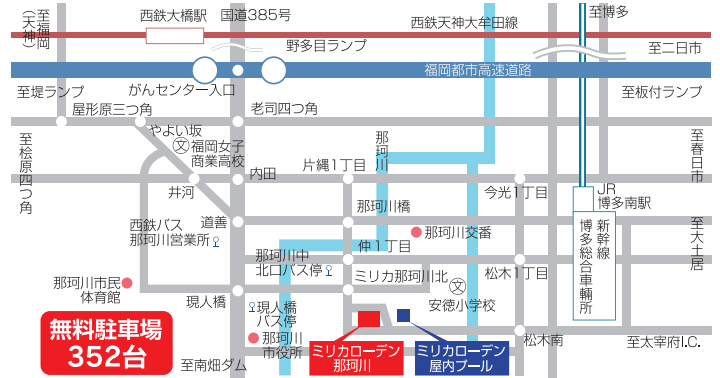 至福岡
（天神）
西鉄大橋駅
国道385号
西鉄天神大牟田線
至博多
野多目ランプ
至二日市
福岡都市高速道路
至堤ランプ
がんセンター入口
至板付ランプ
屋形原三つ角
老司四つ角
やよい坂
文
福岡女子
商業高校
那珂川
至春日市
至桧原四つ角
井河
内田
片縄1丁目
今光1丁目
JR
博多南駅
道善
那珂川橋
西鉄バス
那珂川営業所
那珂川交番
新幹線
博多総合車輛所
至大土居
仲1丁目
那珂川中
北口バス停
松木1丁目
ミリカ那珂川北
文
安徳小学校
那珂川市民
体育館
現人橋
現人橋
バス停
無料駐車場
352台
那珂川
市役所
ミリカローデン
那珂川
ミリカローデン
屋内プール
松木南
至太宰府I.C.
至南畑ダム